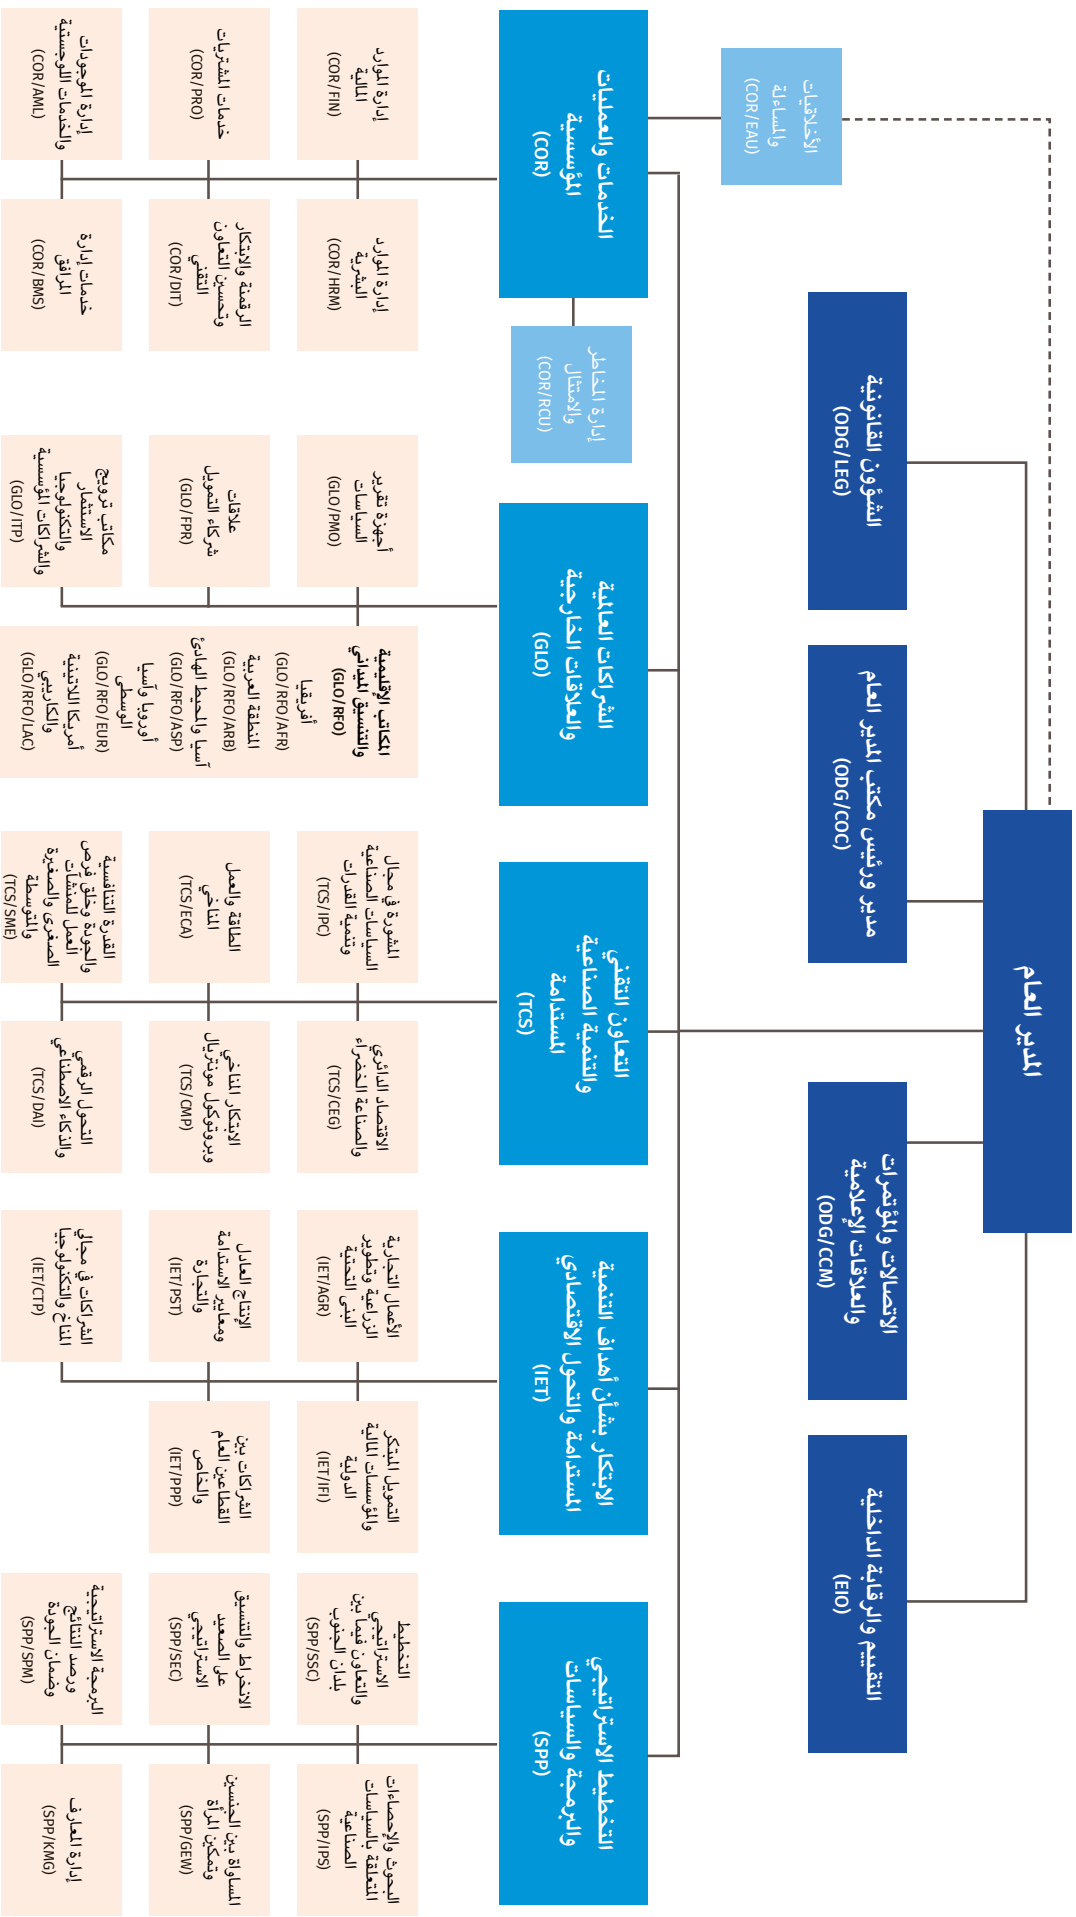 المدير العام
الشؤون القانونية
(ODG/LEG)
مدير ورئيس مكتب المدير العام
(ODG/COC)
الاتصالات والمؤتمرات
والعلاقات الإعلامية
(ODG/CCM)
التقييم والرقابة الداخلية
(EIO)
الأخلاقيات
والمساءلة
(COR/EAU)
الخدمات والعمليات
المؤسسية
(COR)
إدارة المخاطر
والامتثال
(COR/RCU)
إدارة الموارد
المالية
(COR/FIN)
خدمات المشتريات
(COR/PRO)
إدارة الموجودات
والخدمات اللوجستية
(COR/AML)
إدارة الموارد
البشرية
(COR/HRM)
الرقمنة والابتكار
وتحسين التعاون
التقني
(COR/DIT)
خدمات إدارة
المرافق
(COR/BMS)
الشراكات العالمية
والعلاقات الخارجية
(GLO)
أجهزة تقرير
السياسات
(GLO/PMO)
علاقات
شركاء التمويل
(GLO/FPR)
مكاتب ترويج
الاستثمار
والتكنولوجيا
والشراكات المؤسسية
(GLO/ITP)
المكاتب الإقليمية
والتنسيق الميداني
(GLO/RFO)
أفريقيا
(GLO/RFO/AFR)
المنطقة العربية
(GLO/RFO/ARB)
آسيا والمحيط الهادئ
(GLO/RFO/ASP)
أوروبا وآسيا
الوسطى
(GLO/RFO/EUR)
أمريكا اللاتينية
والكاريبي
(GLO/RFO/LAC)
التعاون التقني
والتنمية الصناعية
المستدامة
(TCS)
المشورة في مجال
السياسات الصناعية
وتنمية القدرات
(TCS/IPC)
الطاقة والعمل
المناخي
(TCS/ECA)
القدرة التنافسية
والجودة وخلق فرص
العمل للمنشآت
الصغرى والصغيرة
والمتوسطة
(TCS/SME)
الاقتصاد الدائري
والصناعة الخضراء
(TCS/CEG)
الابتكار المناخي
وبروتوكول مونتريال
(TCS/CMP)
التحول الرقمي
والذكاء الاصطناعي
(TCS/DAI)
الابتكار بشأن أهداف التنمية
المستدامة والتحول الاقتصادي
(IET)
الأعمال التجارية
الزراعية وتطوير
البنى التحتية
(IET/AGR)
الإنتاج العادل
ومعايير الاستدامة
والتجارة
(IET/PST)
الشراكات في مجالي
المناخ والتكنولوجيا
(IET/CTP)
التمويل المبتكر
والمؤسسات المالية
الدولية
(IET/IFI)
الشراكات بين
القطاعين العام
والخاص
(IET/PPP)
التخطيط الاستراتيجي
والبرمجة والسياسات
(SPP)
التخطيط
الاستراتيجي
والتعاون فيما بين
بلدان الجنوب
(SPP/SSC)
الانخراط والتنسيق
على الصعيد
الاستراتيجي
(SPP/SEC)
البرمجة الاستراتيجية
ورصد النتائج
وضمان الجودة
(SPP/SPM)
البحوث والإحصاءات
المتعلقة بالسياسات
الصناعية
(SPP/IPS)
المساواة بين الجنسين
وتمكين المرأة
(SPP/GEW)
إدارة المعارف
(SPP/KMG)